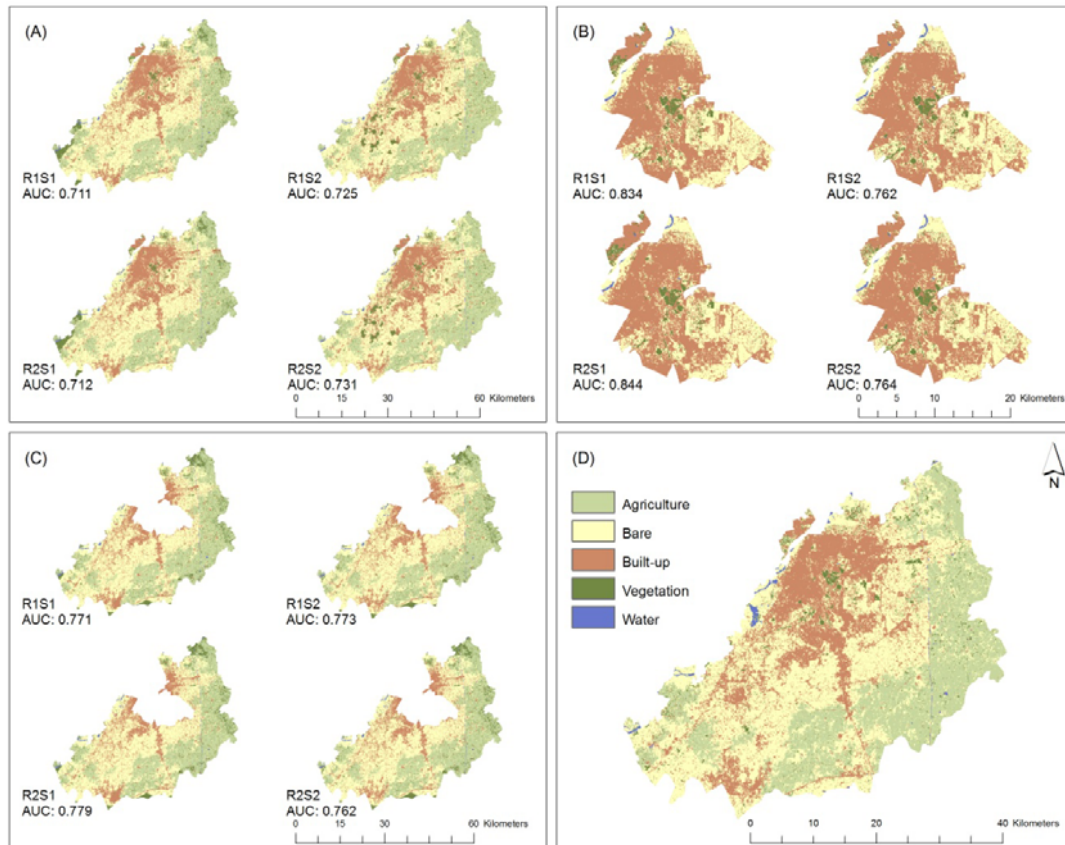 (A)
R1S1
AUC: 0.711
R1S2
AUC: 0.725
R2S1
AUC: 0.712
R2S2
AUC: 0.731
0 15 30 60 Kilometers
(B)
R1S1
AUC: 0.834
R1S2
AUC: 0.762
R2S1
AUC: 0.844
R2S2
AUC: 0.764
0 5 10 20 Kilometers
(C)
R1S1
AUC: 0.771
R1S2
AUC: 0.773
R2S1
AUC: 0.779
R2S2
AUC: 0.762
0 15 30 60 Kilometers
(D)
N
Agriculture
Bare
Built-up
Vegetation
Water
0 10 20 40 Kilometers